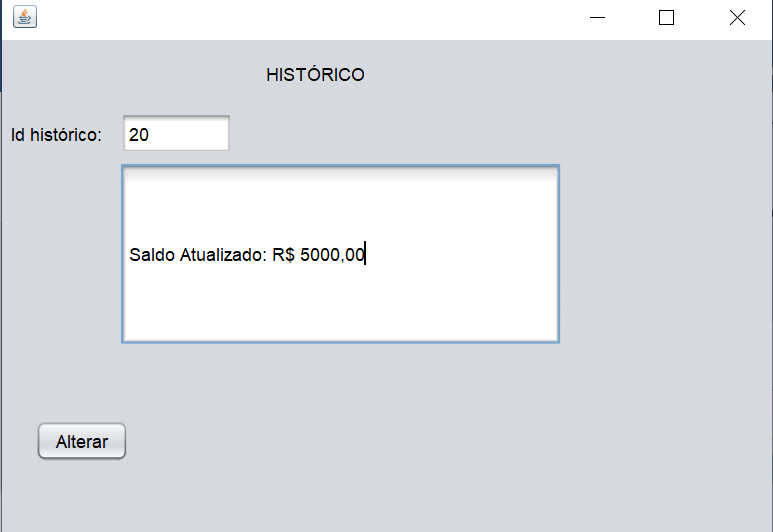 HISTÓRICO
Id histórico: 20
Saldo Atualizado: R$ 5000,00
Alterar